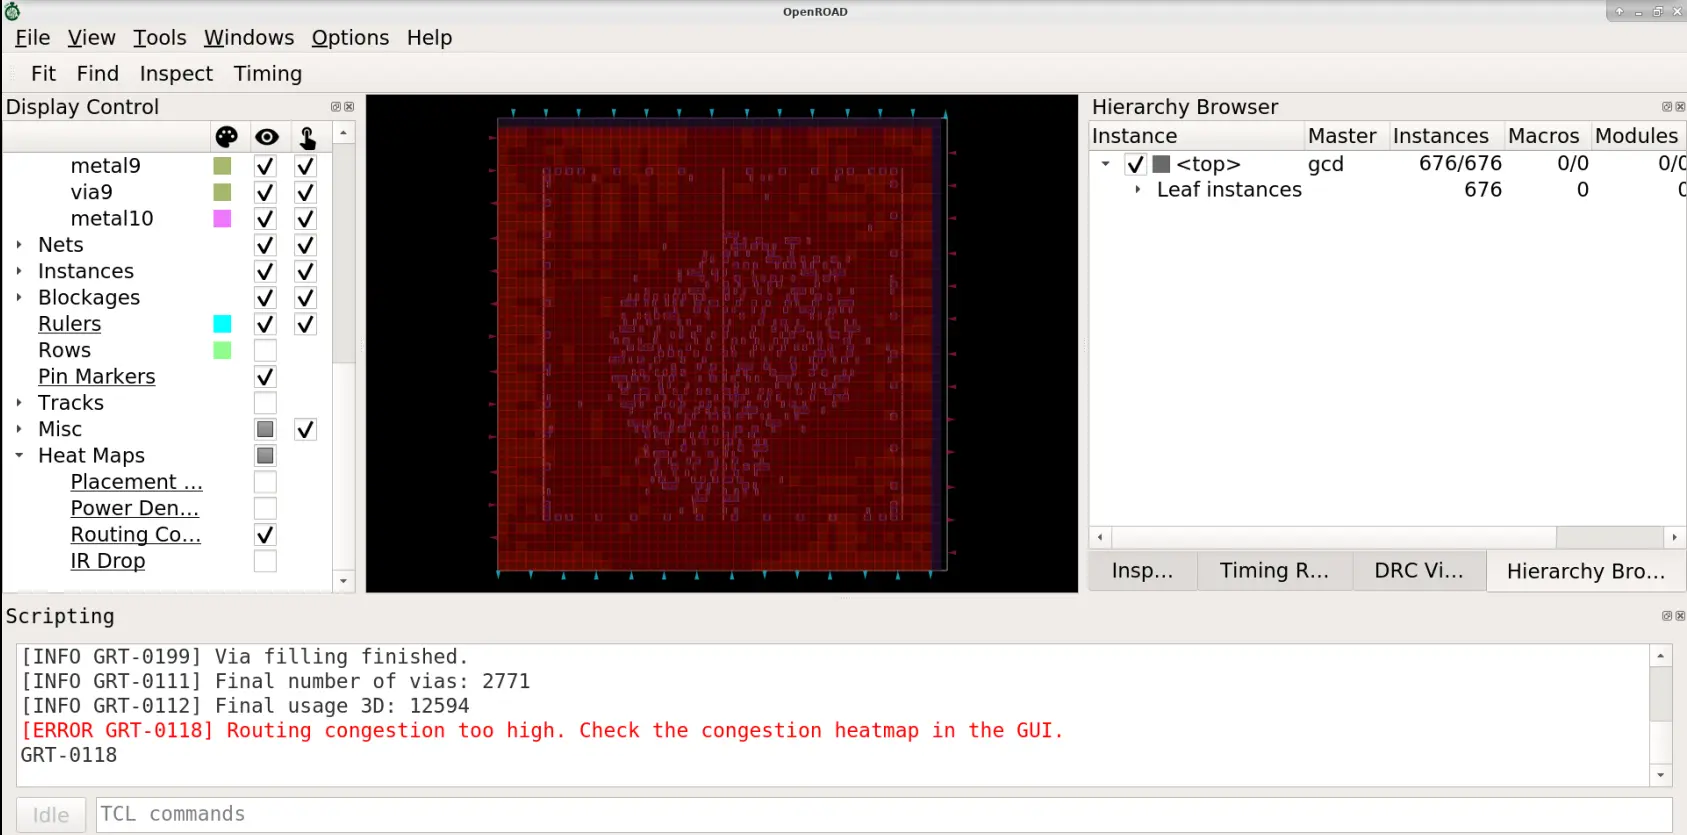 OpenROAD
File View Tools Windows Options Help
Fit Find Inspect Timing
Display Control
metal9
via9
metal10
Nets
Instances
Blockages
Rulers
Rows
Pin Markers
Tracks
Misc
Heat Maps
Placement ...
Power Den...
Routing Co...
IR Drop
Hierarchy Browser
Instance Master Instances Macros Modules
<top> gcd 676/676 0/0 0/0
Leaf instances 676 0 0
Insp... Timing R... DRC Vi... Hierarchy Bro...
Scripting
[INFO GRT-0199] Via filling finished.
[INFO GRT-0111] Final number of vias: 2771
[INFO GRT-0112] Final usage 3D: 12594
[ERROR GRT-0118] Routing congestion too high. Check the congestion heatmap in the GUI.
GRT-0118
Idle TCL commands